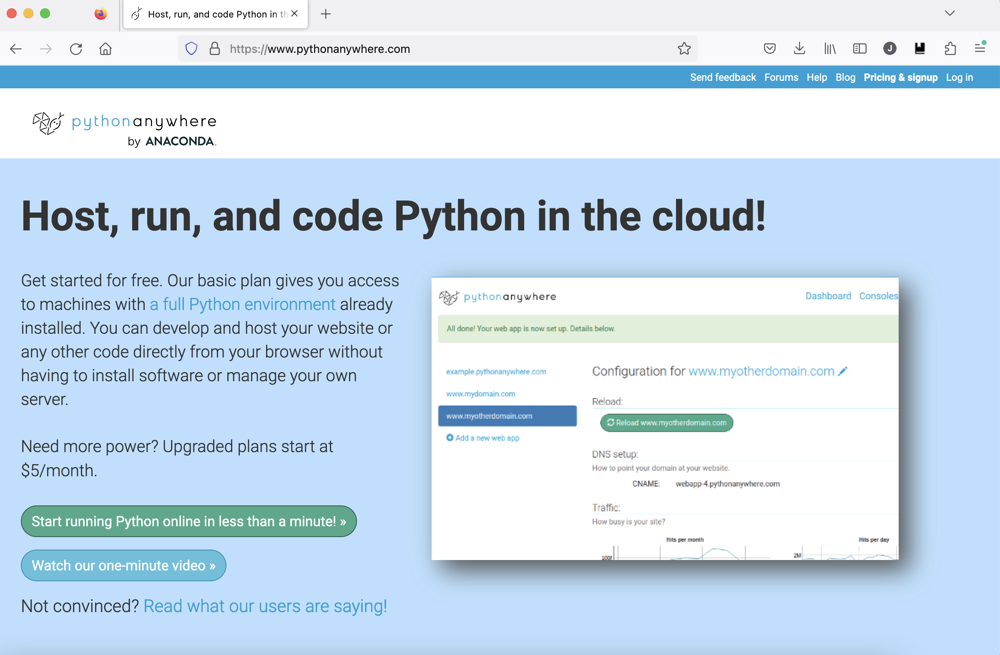 Host, run, and code Python in th
https://www.pythonanywhere.com
J
Send feedback Forums Help Blog Pricing & signup Log in
pythonanywhere
by ANACONDA.
Host, run, and code Python in the cloud!
Get started for free. Our basic plan gives you access
to machines with a full Python environment already
installed. You can develop and host your website or
any other code directly from your browser without
having to install software or manage your own
server.
Need more power? Upgraded plans start at
$5/month.
Start running Python online in less than a minute! »
Watch our one-minute video »
Not convinced? Read what our users are saying!
pythonanywhere
Dashboard Consoles
All done! Your web app is now set up. Details below.
example.pythonanywhere.com
www.mydomain.com
www.myotherdomain.com
Add a new web app
Configuration for www.myotherdomain.com
Reload:
Reload www.myotherdomain.com
DNS setup:
How to point your domain at your website.
CNAME: webapp-4.pythonanywhere.com
Traffic:
How busy is your site?
Hits per month
Hits per day
2M